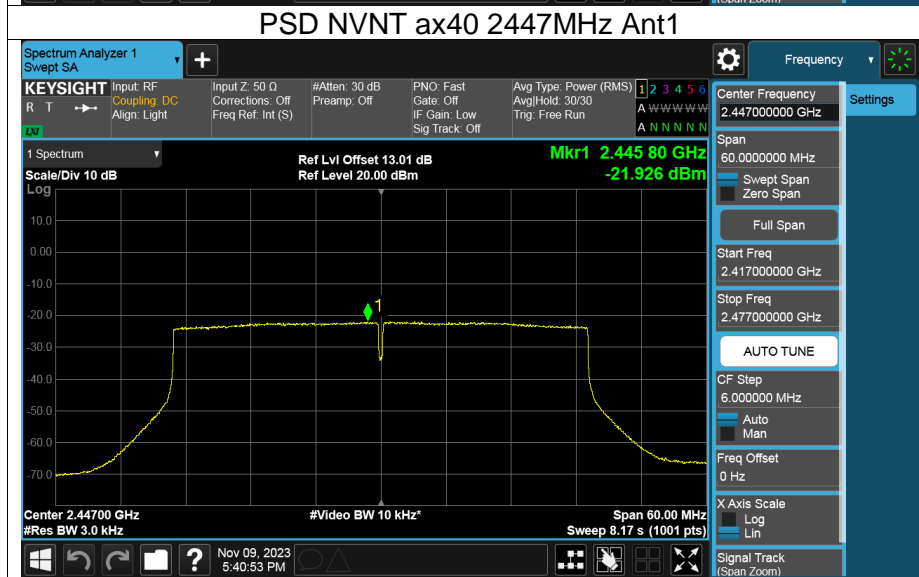 (Span Zoom)
PSD NVNT ax40 2447MHz Ant1
Spectrum Analyzer 1
Swept SA
+
Frequency
KEYSIGHT
R T
LXI
Input: RF
Coupling: DC
Align: Light
Input Z: 50 Ω
Corrections: Off
Freq Ref: Int (S)
#Atten: 30 dB
Preamp: Off
PNO: Fast
Gate: Off
IF Gain: Low
Sig Track: Off
Avg Type: Power (RMS)
Avg|Hold: 30/30
Trig: Free Run
1 2 3 4 5 6
A W W W W W
A N N N N N
1 Spectrum
Scale/Div 10 dB
Log
Ref Lvl Offset 13.01 dB
Ref Level 20.00 dBm
Mkr1 2.445 80 GHz
-21.926 dBm
10.0
0.00
-10.0
-20.0
-30.0
-40.0
-50.0
-60.0
-70.0
1
Center 2.44700 GHz
#Res BW 3.0 kHz
#Video BW 10 kHz*
Span 60.00 MHz
Sweep 8.17 s (1001 pts)
?
Nov 09, 2023
5:40:53 PM
Center Frequency
2.447000000 GHz
Span
60.0000000 MHz
Swept Span
Zero Span
Full Span
Start Freq
2.417000000 GHz
Stop Freq
2.477000000 GHz
AUTO TUNE
CF Step
6.000000 MHz
Auto
Man
Freq Offset
0 Hz
X Axis Scale
Log
Lin
Signal Track
(Span Zoom)
Settings